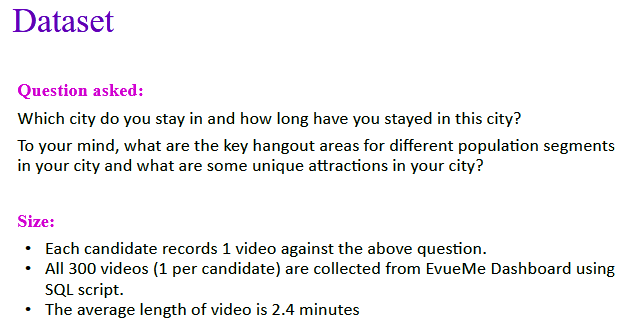 Dataset
Question asked:
Which city do you stay in and how long have you stayed in this city?
To your mind, what are the key hangout areas for different population segments
in your city and what are some unique attractions in your city?
Size:
• Each candidate records 1 video against the above question.
• All 300 videos (1 per candidate) are collected from EvueMe Dashboard using
SQL script.
• The average length of video is 2.4 minutes